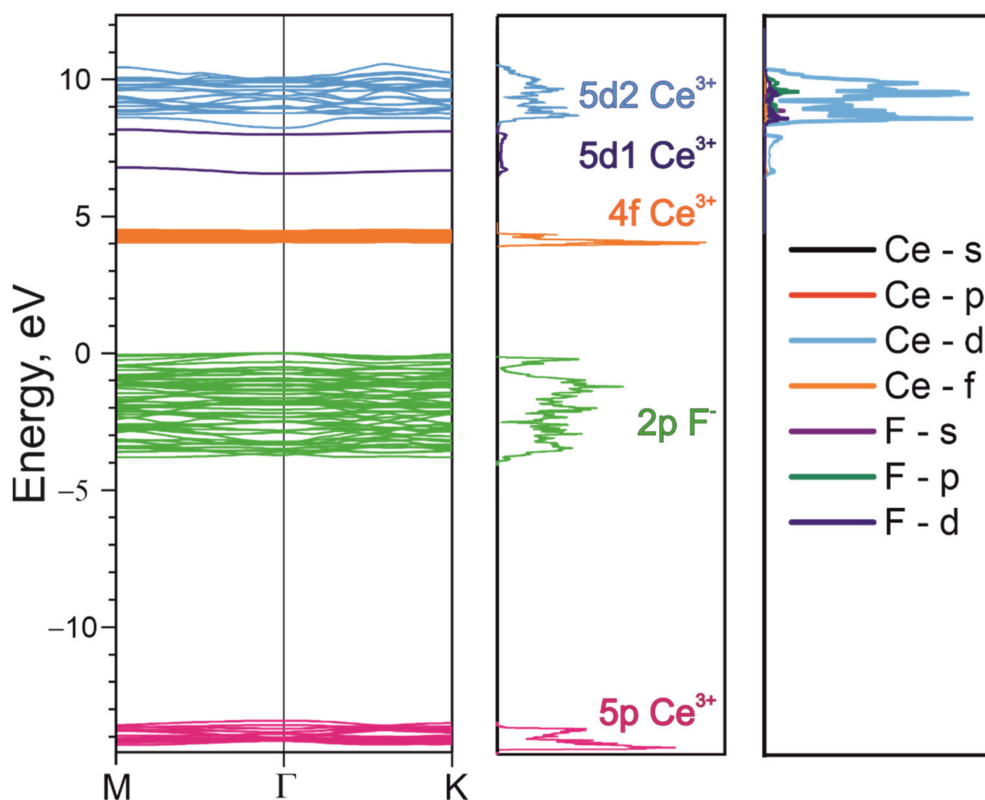 Energy, eV
10
5
0
−5
−10
M Γ K
5d2 Ce³⁺
5d1 Ce³⁺
4f Ce³⁺
2p F⁻
5p Ce³⁺
Ce - s
Ce - p
Ce - d
Ce - f
F - s
F - p
F - d